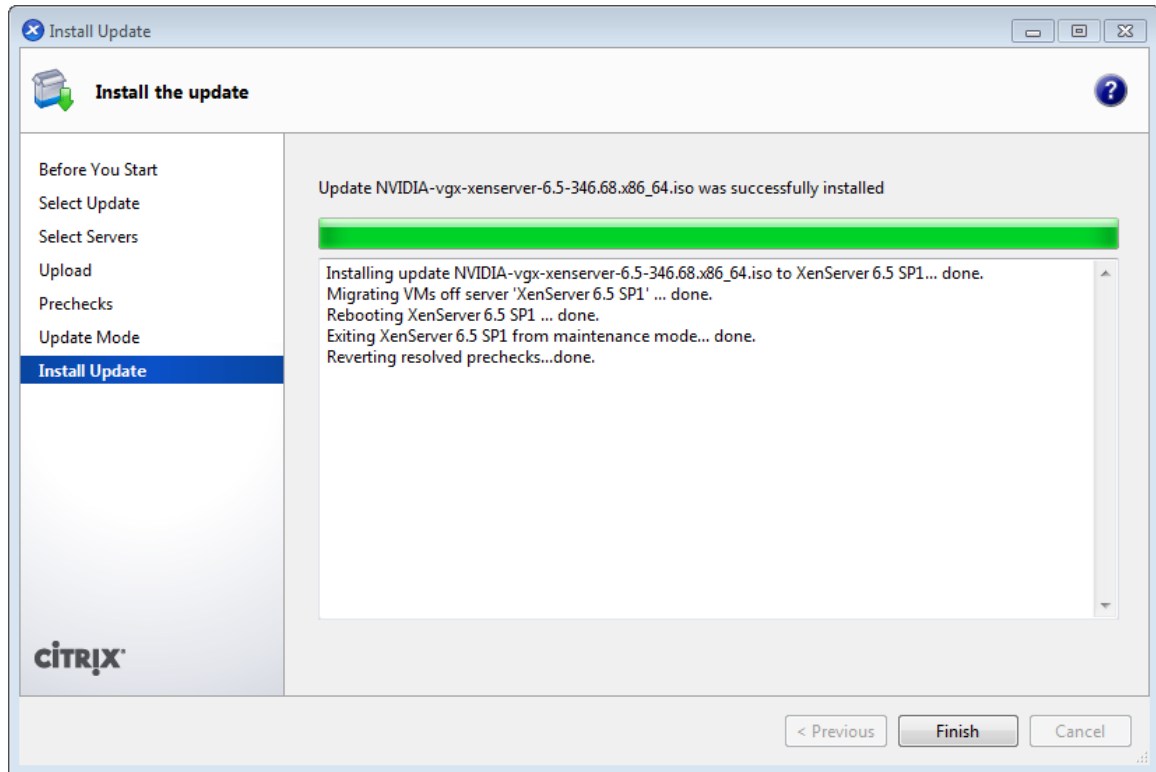 Install Update
Install the update
?
Before You Start
Select Update
Select Servers
Upload
Prechecks
Update Mode
Install Update
Update NVIDIA-vgx-xenserver-6.5-346.68.x86_64.iso was successfully installed
Installing update NVIDIA-vgx-xenserver-6.5-346.68.x86_64.iso to XenServer 6.5 SP1... done.
Migrating VMs off server 'XenServer 6.5 SP1' ... done.
Rebooting XenServer 6.5 SP1 ... done.
Exiting XenServer 6.5 SP1 from maintenance mode... done.
Reverting resolved prechecks...done.
CİTRỊX
< Previous
Finish
Cancel